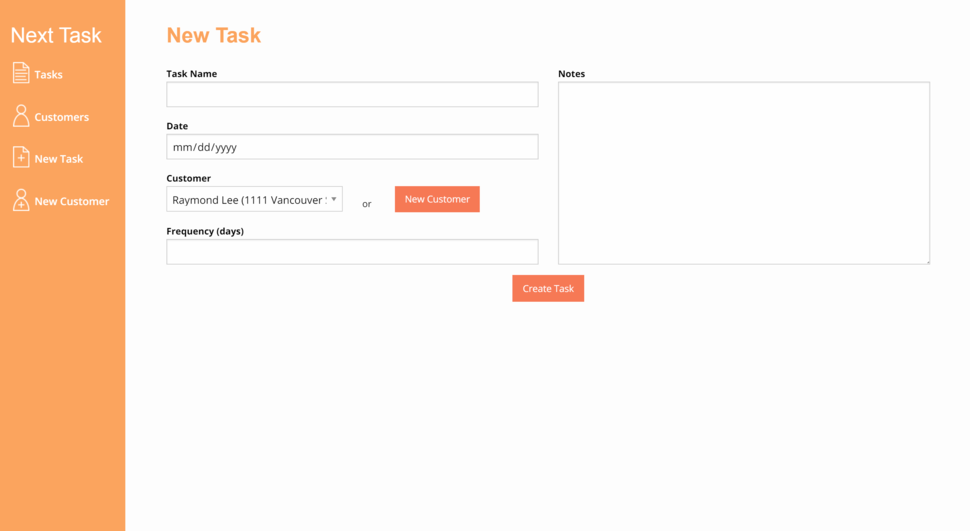 Next Task
Tasks
Customers
New Task
New Customer
New Task
Task Name
Date
mm/dd/yyyy
Customer
Raymond Lee (1111 Vancouver
or
New Customer
Frequency (days)
Notes
Create Task